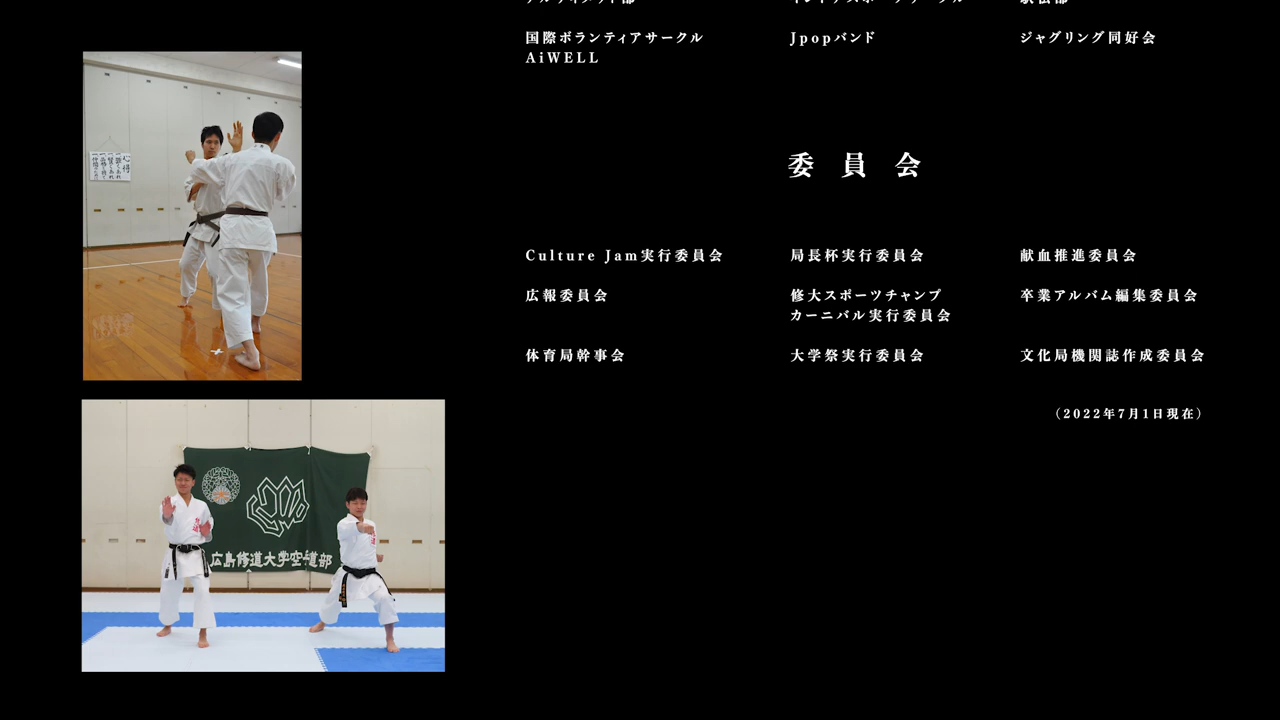 国際ボランティアサークル
AiWELL
Jpopバンド
ジャグリング同好会
委員会
Culture Jam実行委員会
局長杯実行委員会
献血推進委員会
広報委員会
修大スポーツチャンプ
カーニバル実行委員会
卒業アルバム編集委員会
体育局幹事会
大学祭実行委員会
文化局機関誌作成委員会
（2022年7月1日現在）
心得
広島修道大学空手道部